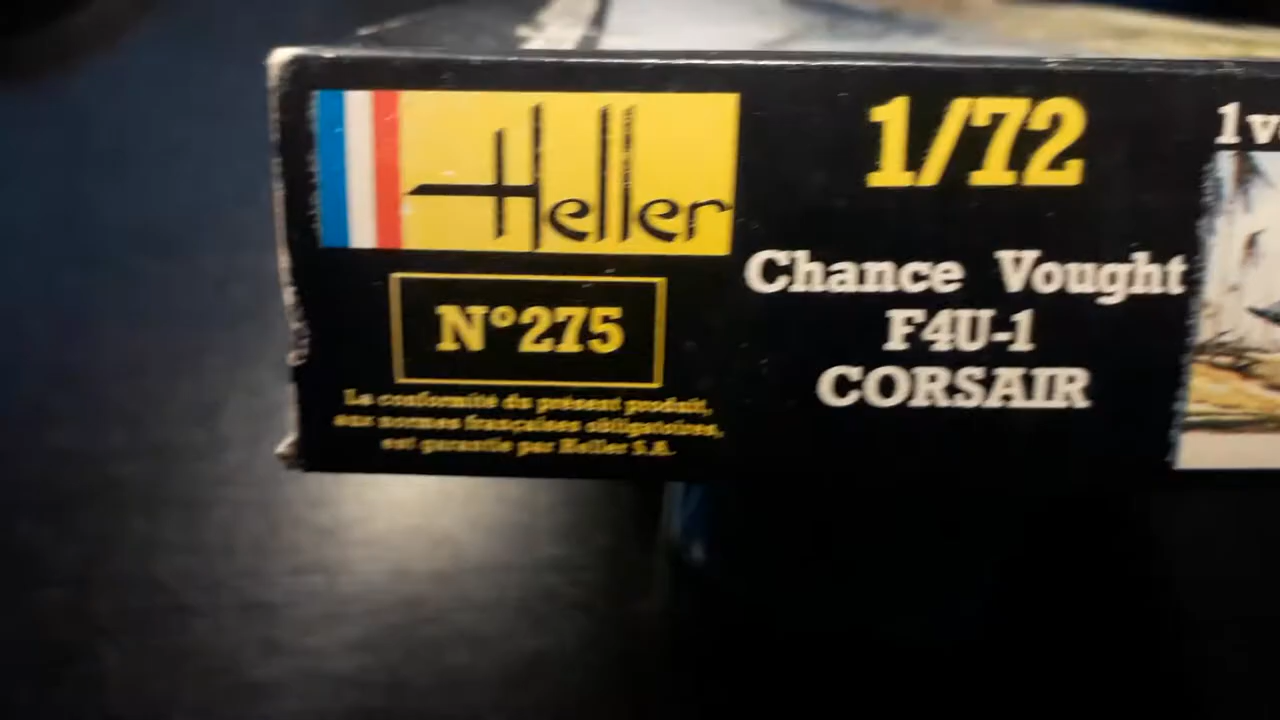 Heller
N°275
La conformité du présent produit,
aux normes françaises obligatoires,
est garantie par Heller S.A.
1/72
Chance Vought
F4U-1
CORSAIR
1